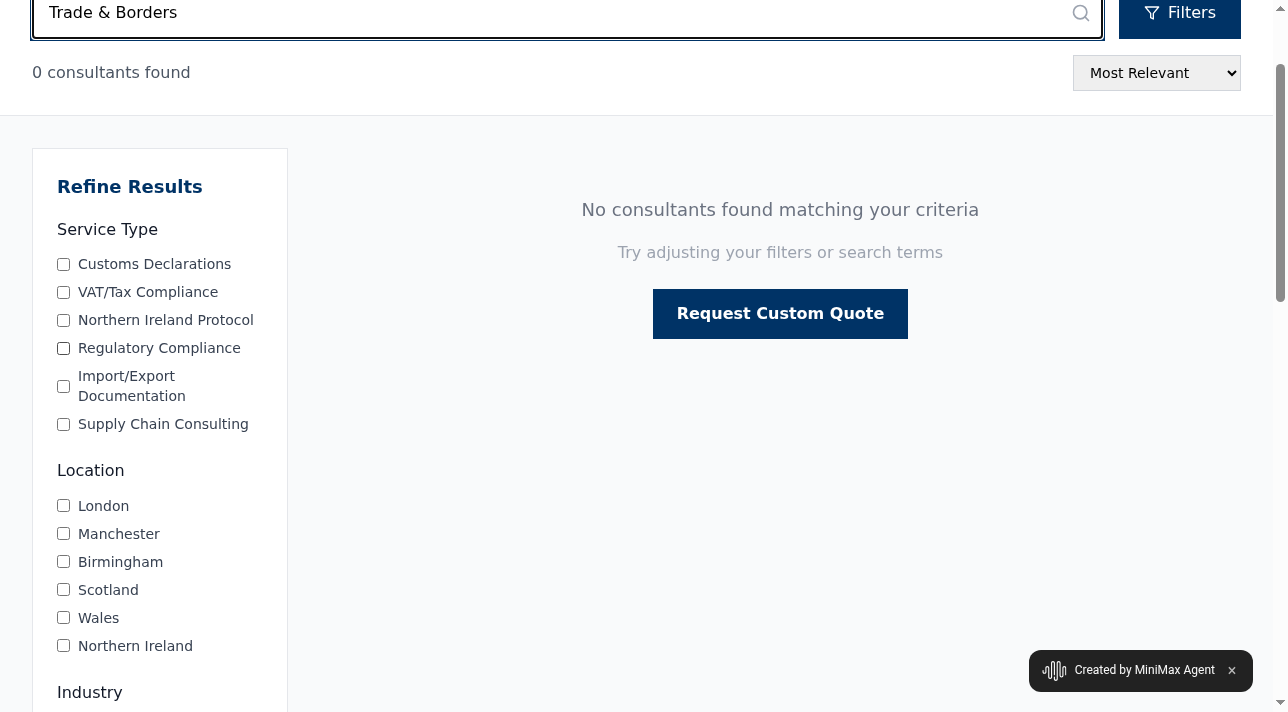 Trade & Borders
Filters
0 consultants found
Most Relevant
Refine Results
Service Type
Customs Declarations
VAT/Tax Compliance
Northern Ireland Protocol
Regulatory Compliance
Import/Export
Documentation
Supply Chain Consulting
Location
London
Manchester
Birmingham
Scotland
Wales
Northern Ireland
Industry
No consultants found matching your criteria
Try adjusting your filters or search terms
Request Custom Quote
Created by MiniMax Agent ×